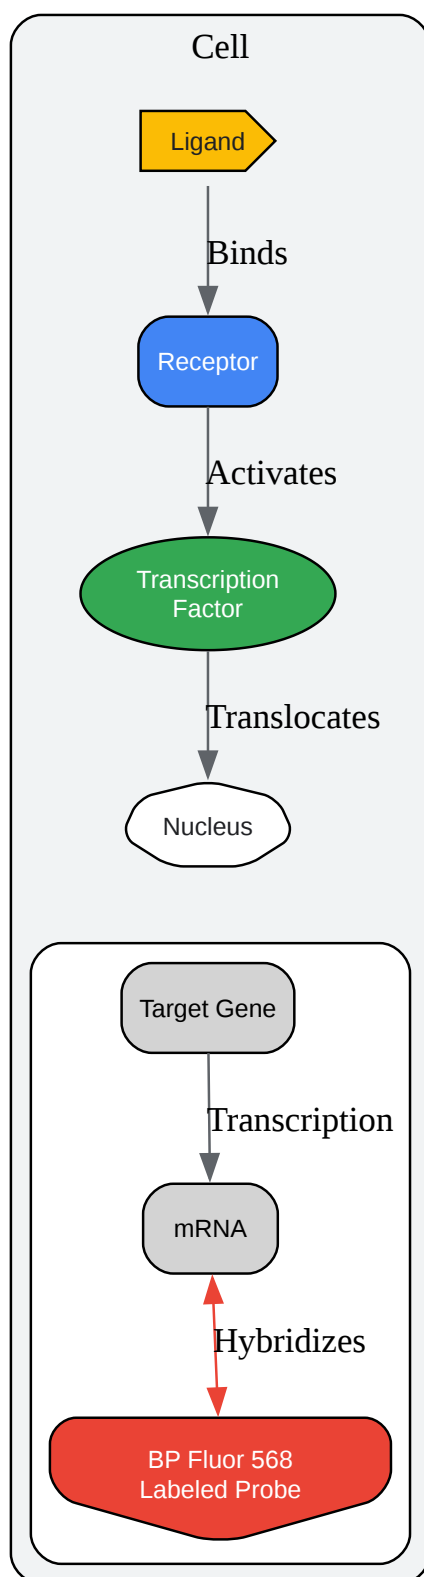 Cell
Ligand
Binds
Receptor
Activates
Transcription
Factor
Translocates
Nucleus
Target Gene
Transcription
mRNA
Hybridizes
BP Fluor 568
Labeled Probe